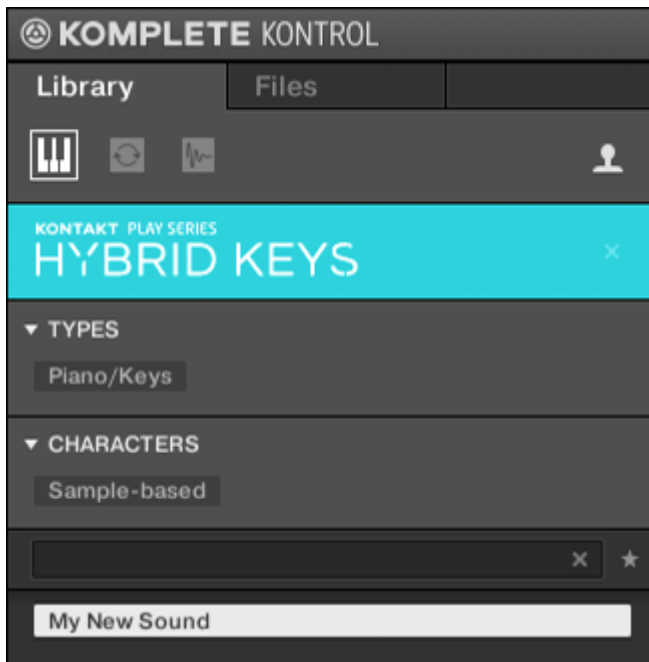 KOMPLETE KONTROL
Library Files
KONTAKT PLAY SERIES
HYBRID KEYS
TYPES
Piano/Keys
CHARACTERS
Sample-based
My New Sound